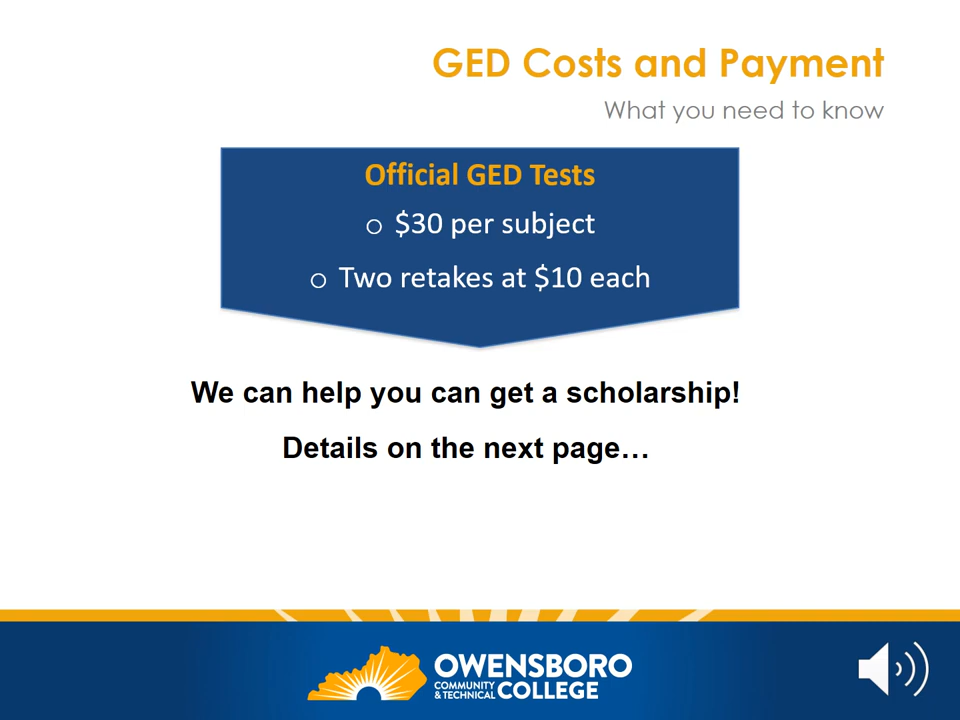 GED Costs and Payment
What you need to know
Official GED Tests
o $30 per subject
o Two retakes at $10 each
We can help you can get a scholarship!
Details on the next page…
OWENSBORO
COMMUNITY & TECHNICAL COLLEGE